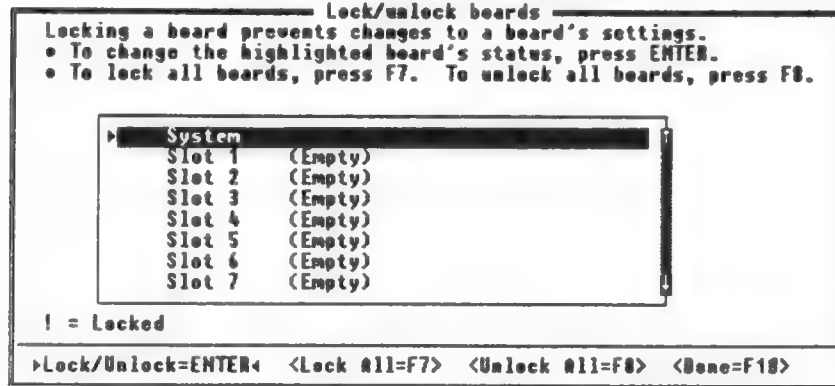 Lock/unlock boards
Locking a board prevents changes to a board's settings.
• To change the highlighted board's status, press ENTER.
• To lock all boards, press F7. To unlock all boards, press F8.
System
Slot 1 (Empty)
Slot 2 (Empty)
Slot 3 (Empty)
Slot 4 (Empty)
Slot 5 (Empty)
Slot 6 (Empty)
Slot 7 (Empty)
! = Locked
▸Lock/Unlock=ENTER◂ <Lock All=F7> <Unlock All=F8> <Done=F10>